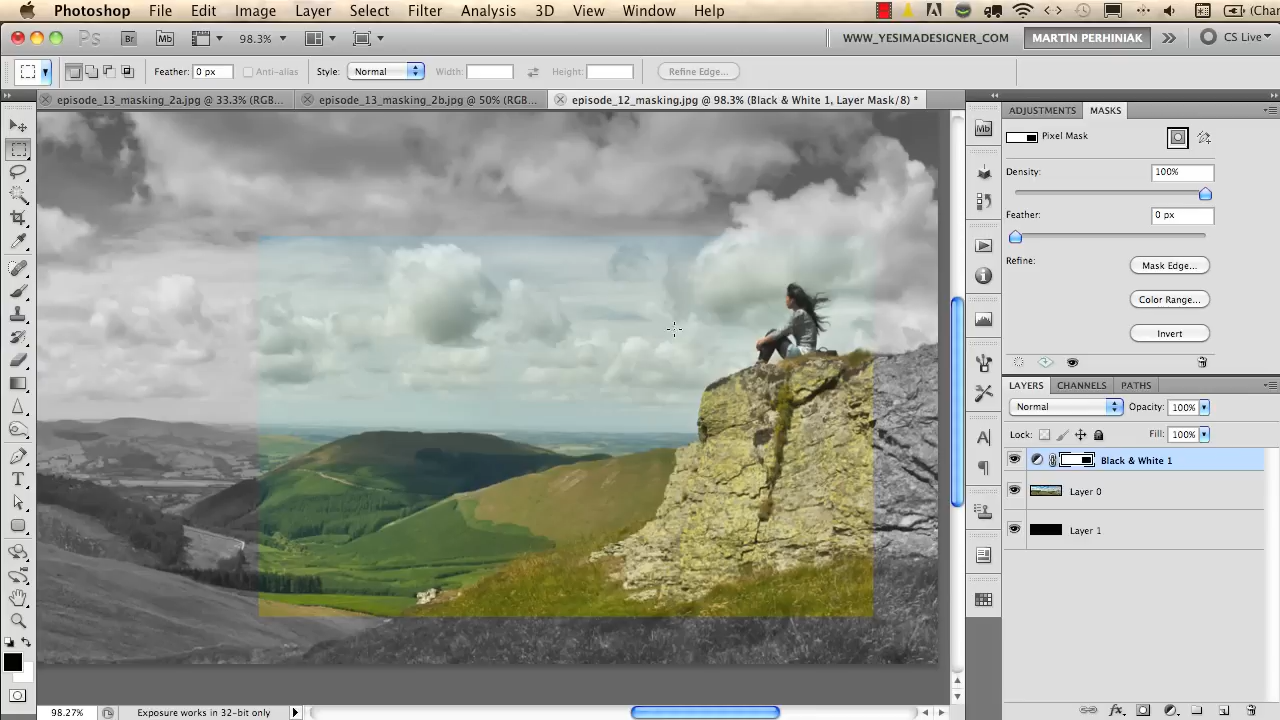 Photoshop File Edit Image Layer Select Filter Analysis 3D View Window Help (Char
Ps Br Mb 98.3% WWW_YESIMADESIGNER_COM MARTIN PERHINIAK CS Live
Feather: 0 px Anti-alias Style: Normal Width: Height: Refine Edge...
episode_13_masking_2a.jpg @ 33.3% (RGB... episode_13_masking_2b.jpg @ 50% (RGB... episode_12_masking.jpg @ 98.3% (Black & White 1, Layer Mask/8) *
ADJUSTMENTS MASKS
Mb
Pixel Mask
Density: 100%
Feather: 0 px
Refine: Mask Edge...
Color Range...
Invert
LAYERS CHANNELS PATHS
Normal Opacity: 100%
Lock: Fill: 100%
Black & White 1
Layer 0
Layer 1
98.27% Exposure works in 32-bit only